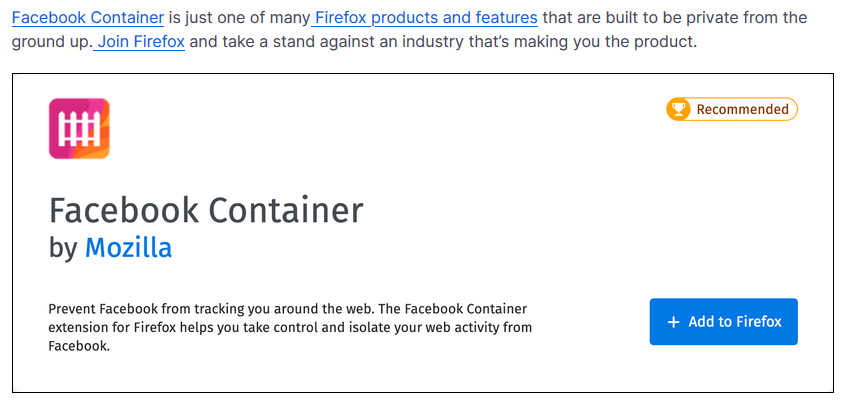 Facebook Container is just one of many Firefox products and features that are built to be private from the
ground up. Join Firefox and take a stand against an industry that's making you the product.
Recommended
Facebook Container
by Mozilla
Prevent Facebook from tracking you around the web. The Facebook Container
extension for Firefox helps you take control and isolate your web activity from
Facebook.
+ Add to Firefox